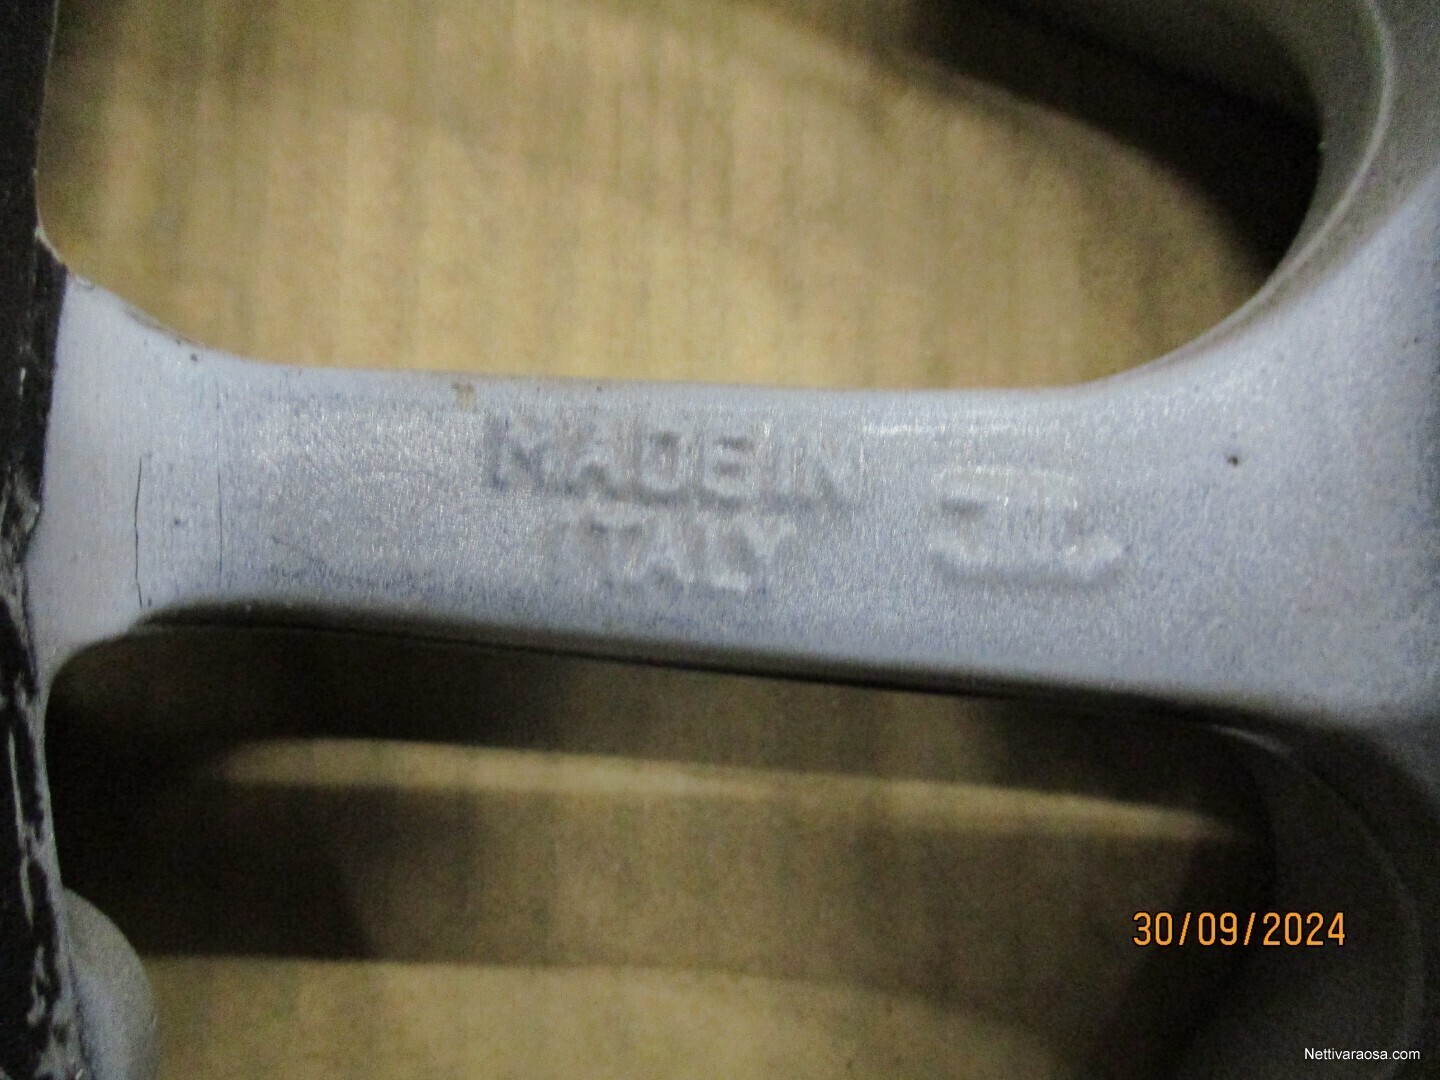 MADE IN
ITALY
30/09/2024
Nettivaraosa.com